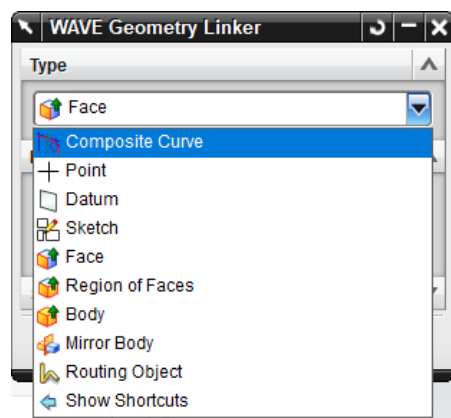 WAVE Geometry Linker
Type
Face
Composite Curve
Point
Datum
Sketch
Face
Region of Faces
Body
Mirror Body
Routing Object
Show Shortcuts